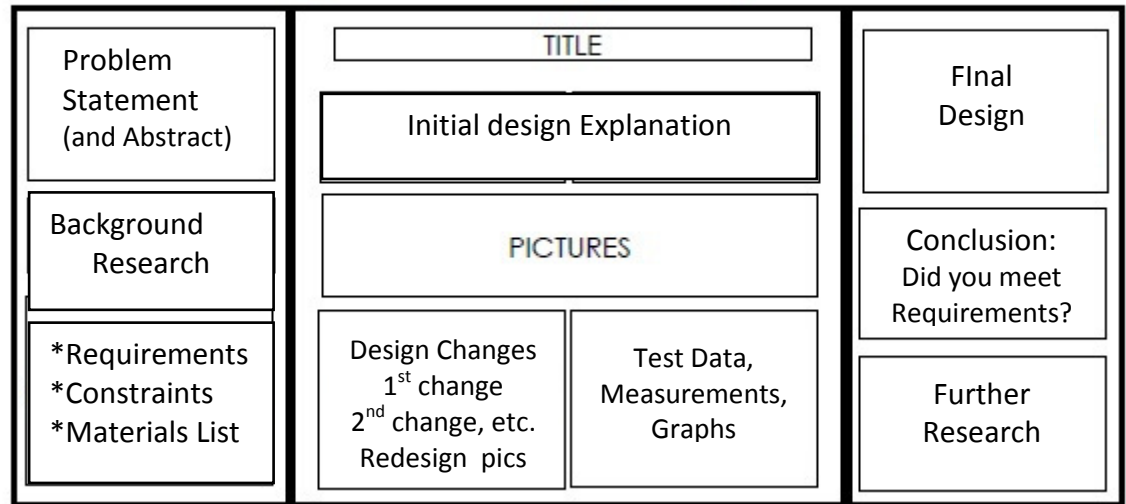 Problem
Statement
(and Abstract)
Background
Research
*Requirements
*Constraints
*Materials List
TITLE
Initial design Explanation
PICTURES
Design Changes
1st change
2nd change, etc.
Redesign pics
Test Data,
Measurements,
Graphs
FInal
Design
Conclusion:
Did you meet
Requirements?
Further
Research